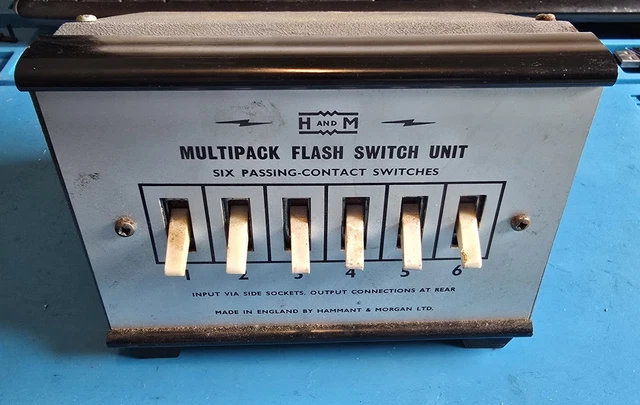 H AND M
MULTIPACK FLASH SWITCH UNIT
SIX PASSING-CONTACT SWITCHES
1 2 3 4 5 6
INPUT VIA SIDE SOCKETS. OUTPUT CONNECTIONS AT REAR
MADE IN ENGLAND BY HAMMANT & MORGAN LTD.